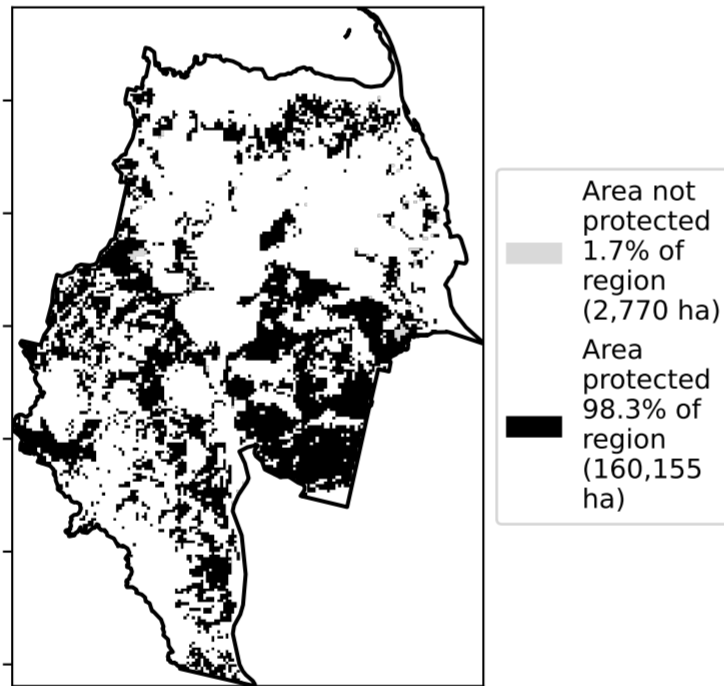 Area not
protected
1.7% of
region
(2,770 ha)
Area
protected
98.3% of
region
(160,155
ha)